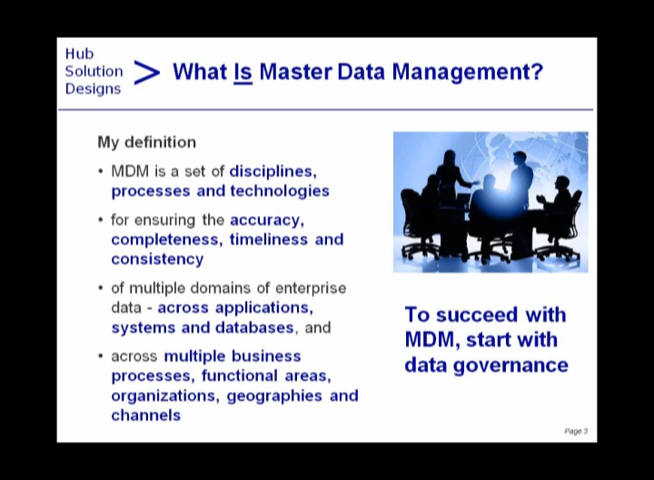 Hub
Solution
Designs
> What Is Master Data Management?
My definition
• MDM is a set of disciplines,
processes and technologies
• for ensuring the accuracy,
completeness, timeliness and
consistency
• of multiple domains of enterprise
data - across applications,
systems and databases, and
• across multiple business
processes, functional areas,
organizations, geographies and
channels
To succeed with
MDM, start with
data governance
Page 3